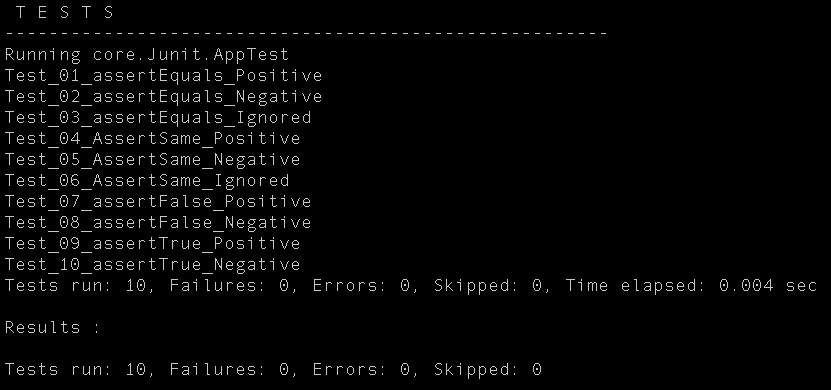 T E S T S
-------------------------------------------------------
Running core.Junit.AppTest
Test_01_assertEquals_Positive
Test_02_assertEquals_Negative
Test_03_assertEquals_Ignored
Test_04_AssertSame_Positive
Test_05_AssertSame_Negative
Test_06_AssertSame_Ignored
Test_07_assertFalse_Positive
Test_08_assertFalse_Negative
Test_09_assertTrue_Positive
Test_10_assertTrue_Negative
Tests run: 10, Failures: 0, Errors: 0, Skipped: 0, Time elapsed: 0.004 sec
Results :
Tests run: 10, Failures: 0, Errors: 0, Skipped: 0